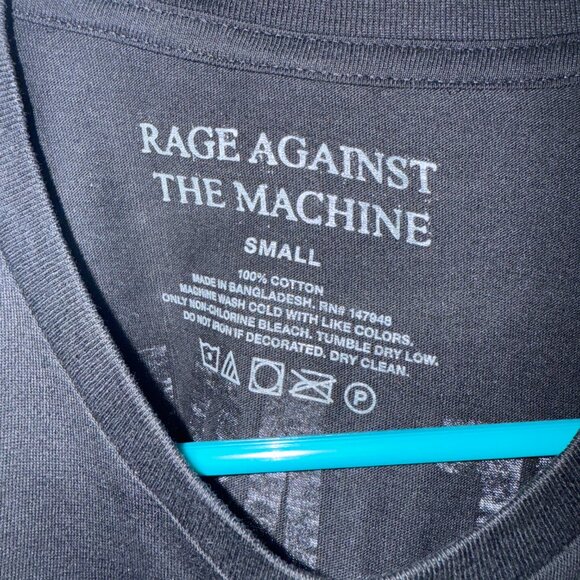 RAGE AGAINST
THE MACHINE
SMALL
100% COTTON
MADE IN BANGLADESH. RN# 147948
MACHINE WASH COLD WITH LIKE COLORS.
ONLY NON-CHLORINE BLEACH. TUMBLE DRY LOW.
DO NOT IRON IF DECORATED. DRY CLEAN.
P